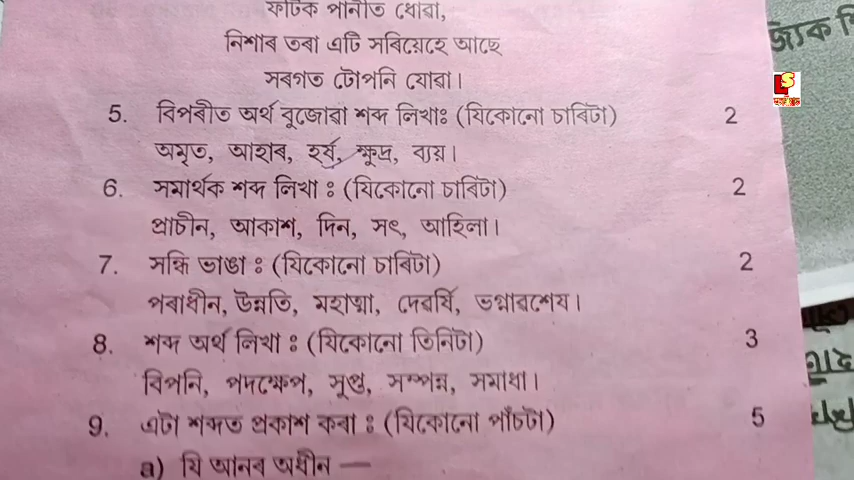 ফটিক পানীত ধোৱা,
নিশাৰ তৰা এটি সৰিয়েহে আছে
সৰগত টোপনি যোৱা।
5. বিপৰীত অৰ্থ বুজোৱা শব্দ লিখাঃ (যিকোনো চাৰিটা) 2
অমৃত, আহাৰ, হৰ্ষ, ক্ষুদ্ৰ, ব্যয়।
6. সমাৰ্থক শব্দ লিখা ঃ (যিকোনো চাৰিটা) 2
প্ৰাচীন, আকাশ, দিন, সৎ, আহিলা।
7. সন্ধি ভাঙা ঃ (যিকোনো চাৰিটা) 2
পৰাধীন, উন্নতি, মহাত্মা, দেৱৰ্ষি, ভগ্নাৱশেষ।
8. শব্দ অৰ্থ লিখা ঃ (যিকোনো তিনিটা) 3
বিপনি, পদক্ষেপ, সুপ্ত, সম্পন্ন, সমাধা।
9. এটা শব্দত প্ৰকাশ কৰা ঃ (যিকোনো পাঁচটা) 5
a) যি আনৰ অধীন —
LS